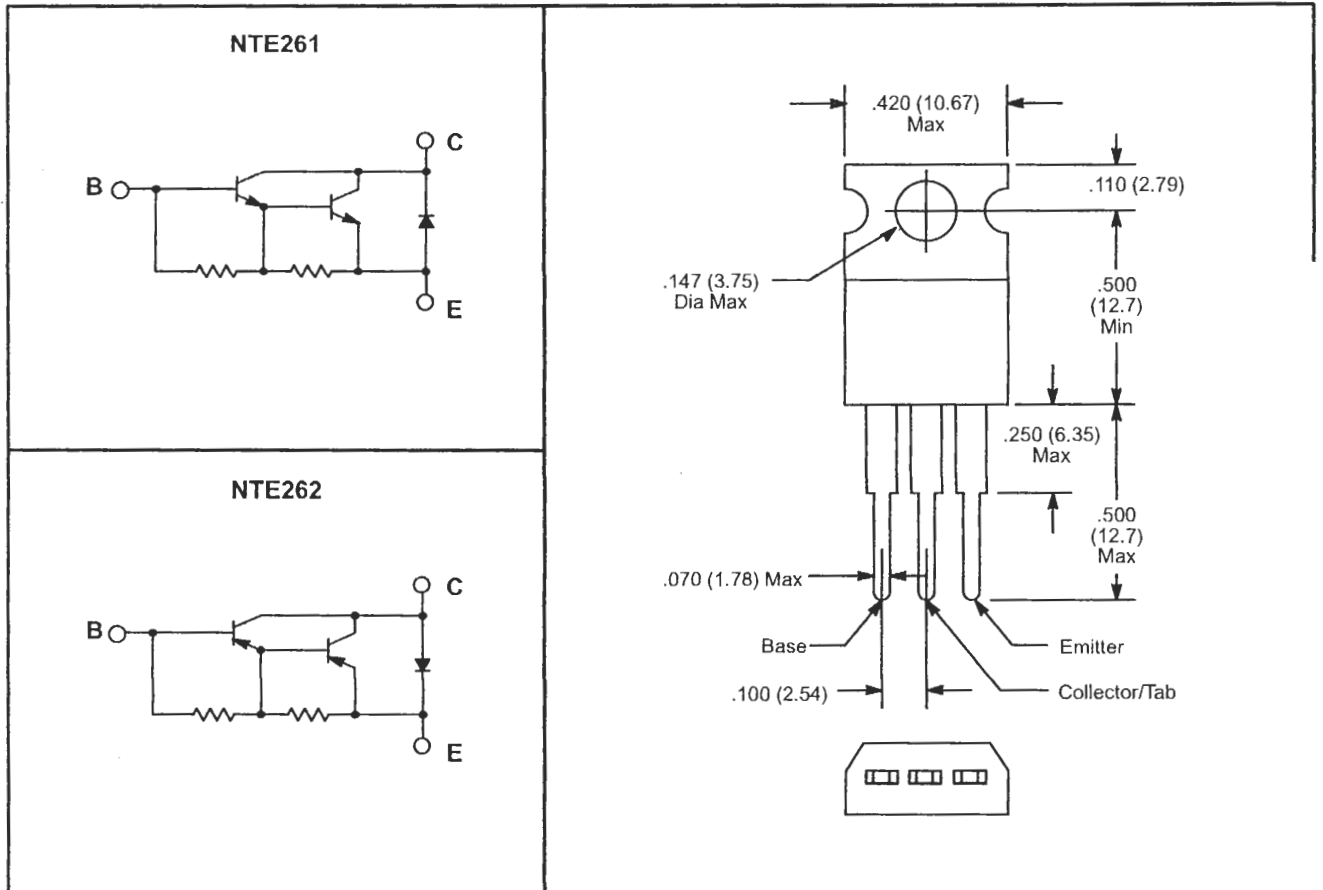 NTE261
C
B
E
NTE262
C
B
E
.420 (10.67)
Max
.110 (2.79)
.147 (3.75)
Dia Max
.500
(12.7)
Min
.250 (6.35)
Max
.500
(12.7)
Max
.070 (1.78) Max
Base
Emitter
.100 (2.54)
Collector/Tab